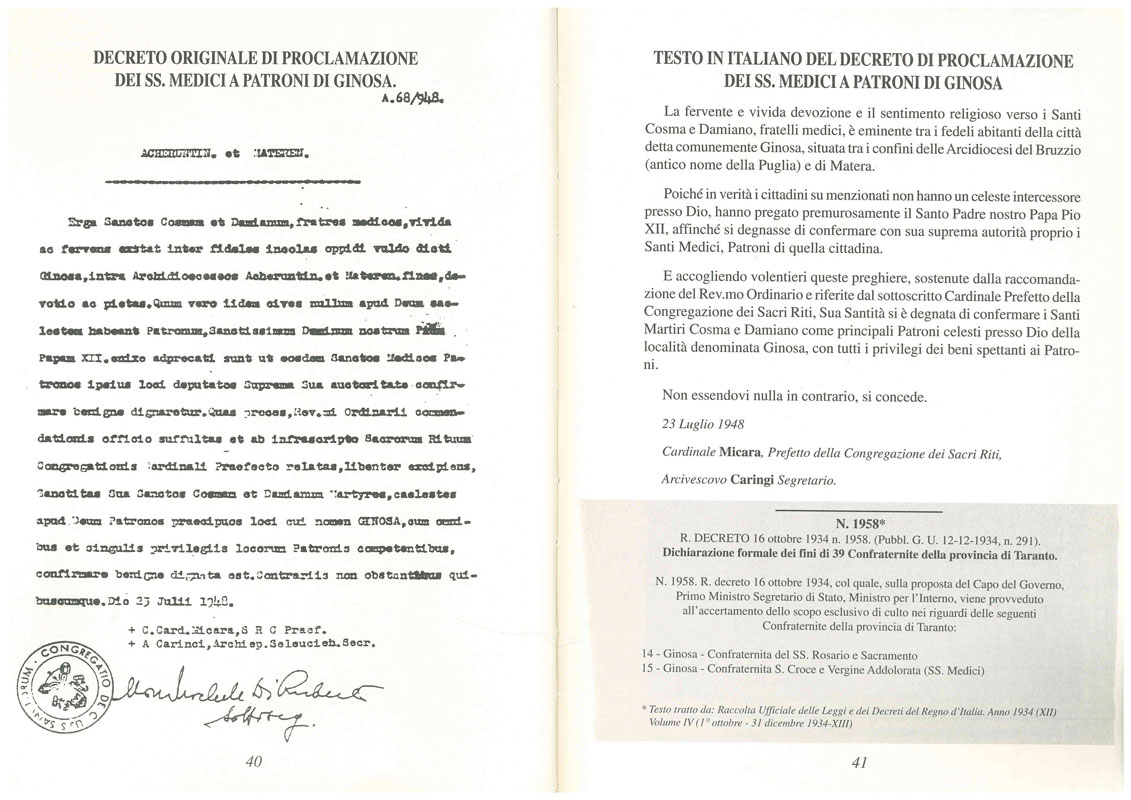 DECRETO ORIGINALE DI PROCLAMAZIONE
DEI SS. MEDICI A PATRONI DI GINOSA.
A.68/948.
ACHERUNTIN. et MATEREN.
Erga Sanctos Cosmam et Damianum,fratres medicos,vivida
ac fervens exstat inter fideles incolas oppidi vuldo dicti
Ginosa,intra Archidioeceseos Acheruntin.et Materen.fines,de-
votio ac pietas.Quum vero iidem cives nullum apud Deum cae-
lestem habeant Patronum,Sanctissimum Dominum nostrum Pium
Papam XII.enixe adprecati sunt ut eosdem Sanctos Medicos Pa-
tronos ipsius loci deputatos Suprema Sua auctoritate confir-
mare benigne dignaretur.Quas preces,Rev.mi Ordinarii commen-
dationis officio suffultas et ab infrascripto Sacrorum Rituum
Congregationis Cardinali Praefecto relatas,libenter excipiens,
Sanctitas Sua Sanctos Cosmam et Damianum Martyres,caelestes
apud Deum Patronos praecipuos loci cui nomen GINOSA,cum omni-
bus et singulis privilegiis locorum Patronis competentibus,
confirmare benigne dignata est.Contrariis non obstantibus qui-
buscumque.Die 23 Julii 1948.
+ C.Card.Micara,S R C Praef.
+ A Carinci,Archiep.Seleucien.Secr.
CONGREGATIO
40
TESTO IN ITALIANO DEL DECRETO DI PROCLAMAZIONE
DEI SS. MEDICI A PATRONI DI GINOSA
La fervente e vivida devozione e il sentimento religioso verso i Santi
Cosma e Damiano, fratelli medici, è eminente tra i fedeli abitanti della città
detta comunemente Ginosa, situata tra i confini delle Arcidiocesi del Bruzzio
(antico nome della Puglia) e di Matera.
Poiché in verità i cittadini su menzionati non hanno un celeste intercessore
presso Dio, hanno pregato premurosamente il Santo Padre nostro Papa Pio
XII, affinché si degnasse di confermare con sua suprema autorità proprio i
Santi Medici, Patroni di quella cittadina.
E accogliendo volentieri queste preghiere, sostenute dalla raccomanda-
zione del Rev.mo Ordinario e riferite dal sottoscritto Cardinale Prefetto della
Congregazione dei Sacri Riti, Sua Santità si è degnata di confermare i Santi
Martiri Cosma e Damiano come principali Patroni celesti presso Dio della
località denominata Ginosa, con tutti i privilegi dei beni spettanti ai Patro-
ni.
Non essendovi nulla in contrario, si concede.
23 Luglio 1948
Cardinale Micara, Prefetto della Congregazione dei Sacri Riti,
Arcivescovo Caringi Segretario.
N. 1958*
R. DECRETO 16 ottobre 1934 n. 1958. (Pubbl. G. U. 12-12-1934, n. 291).
Dichiarazione formale dei fini di 39 Confraternite della provincia di Taranto.
N. 1958. R. decreto 16 ottobre 1934, col quale, sulla proposta del Capo del Governo,
Primo Ministro Segretario di Stato, Ministro per l'Interno, viene provveduto
all'accertamento dello scopo esclusivo di culto nei riguardi delle seguenti
Confraternite della provincia di Taranto:
14 - Ginosa - Confraternita del SS. Rosario e Sacramento
15 - Ginosa - Confraternita S. Croce e Vergine Addolorata (SS. Medici)
* Testo tratto da: Raccolta Ufficiale delle Leggi e dei Decreti del Regno d'Italia. Anno 1934 (XII)
Volume IV (1° ottobre - 31 dicembre 1934-XIII)
41